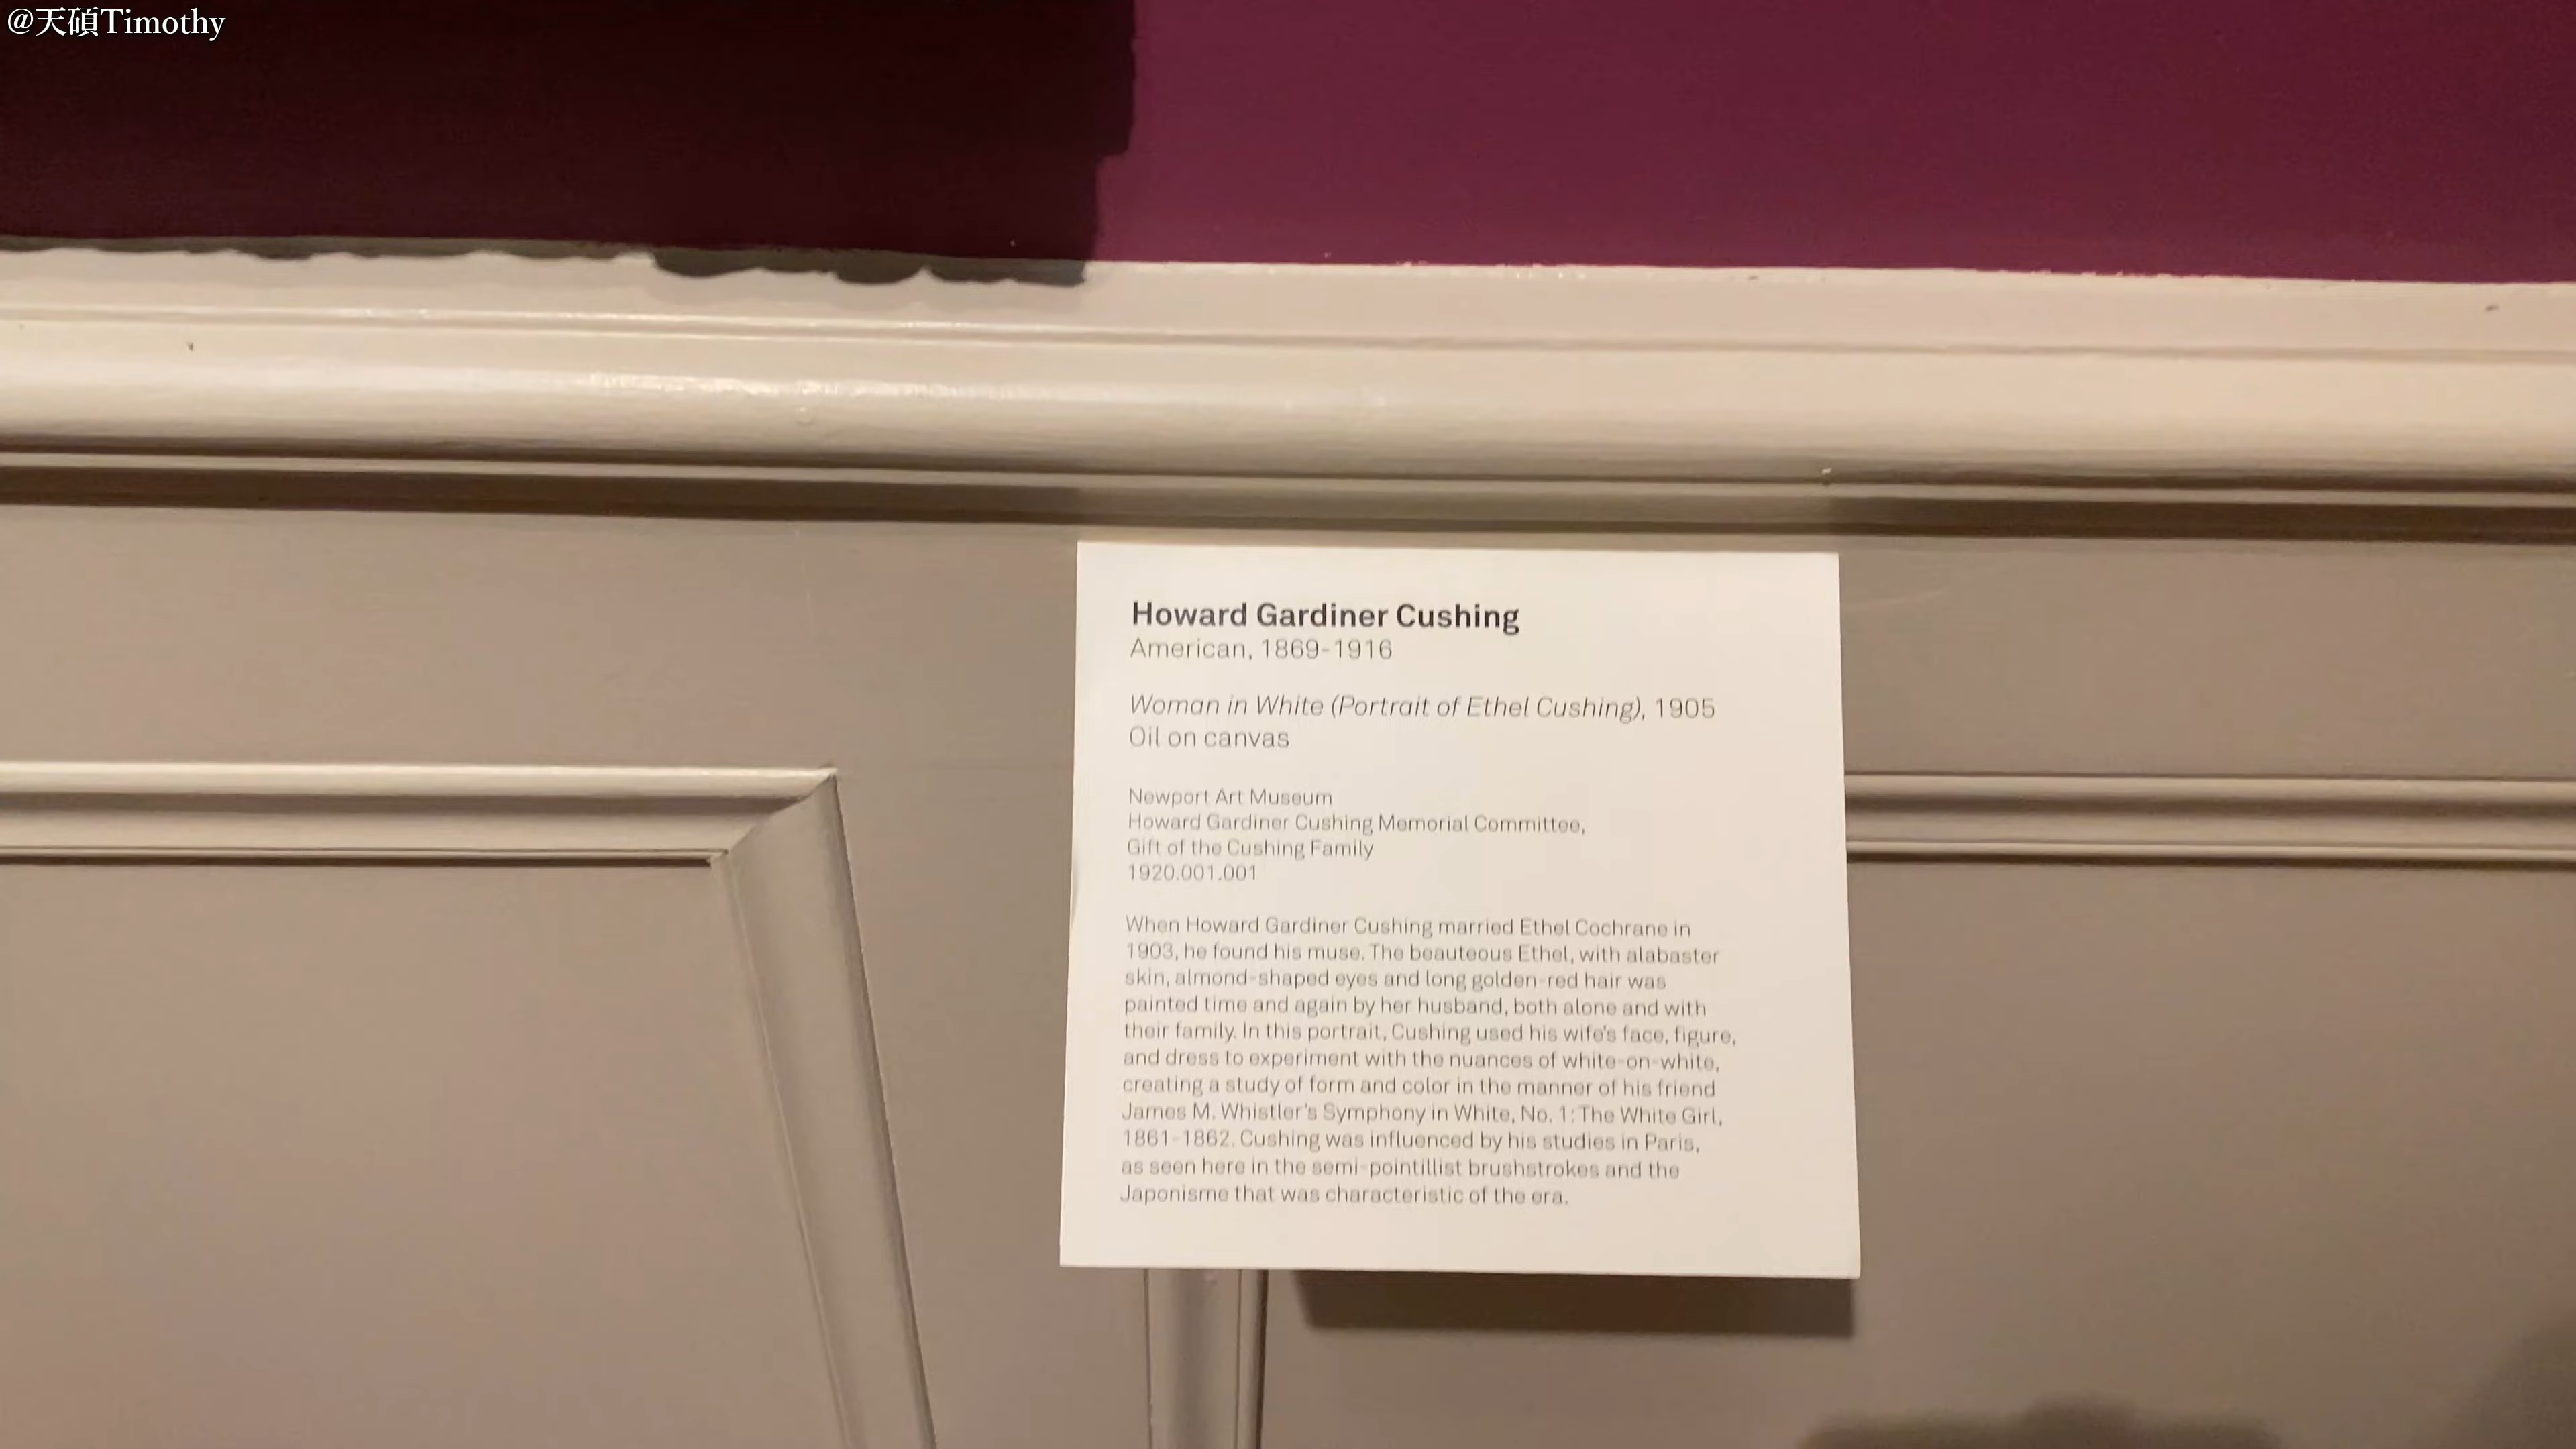 @天碩Timothy
Howard Gardiner Cushing
American, 1869-1916
Woman in White (Portrait of Ethel Cushing), 1905
Oil on canvas
Newport Art Museum
Howard Gardiner Cushing Memorial Committee,
Gift of the Cushing Family
1920.001.001
When Howard Gardiner Cushing married Ethel Cochrane in
1903, he found his muse. The beauteous Ethel, with alabaster
skin, almond-shaped eyes and long golden-red hair was
painted time and again by her husband, both alone and with
their family. In this portrait, Cushing used his wife's face, figure,
and dress to experiment with the nuances of white-on-white,
creating a study of form and color in the manner of his friend
James M. Whistler's Symphony in White, No. 1: The White Girl,
1861-1862. Cushing was influenced by his studies in Paris,
as seen here in the semi-pointillist brushstrokes and the
Japonisme that was characteristic of the era.